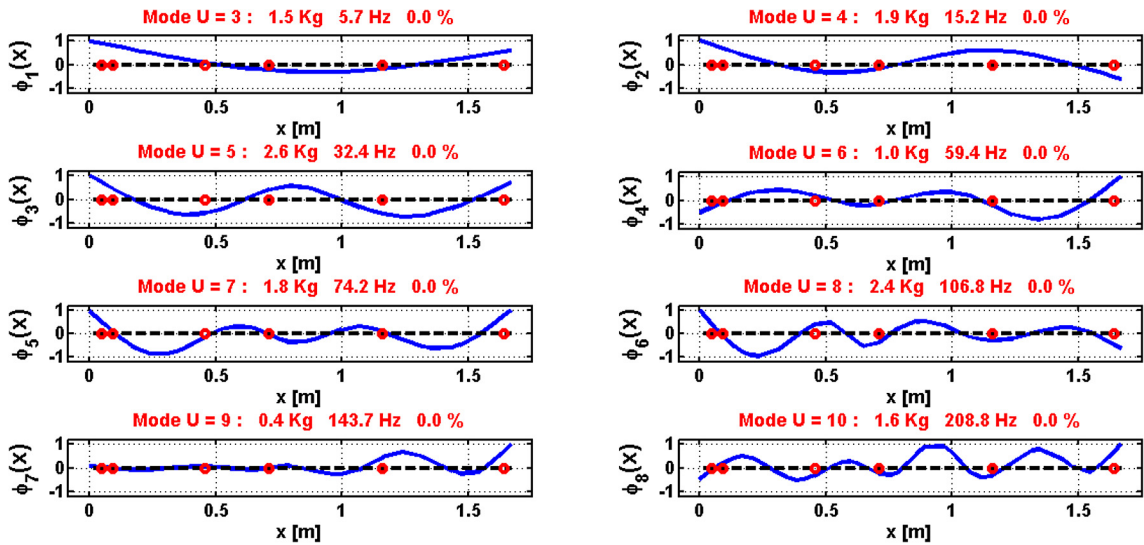 Mode U = 3 : 1.5 Kg 5.7 Hz 0.0 %
1
0
-1
ϕ1(x)
0 0.5 1 1.5
x [m]
Mode U = 4 : 1.9 Kg 15.2 Hz 0.0 %
1
0
-1
ϕ2(x)
0 0.5 1 1.5
x [m]
Mode U = 5 : 2.6 Kg 32.4 Hz 0.0 %
1
0
-1
ϕ3(x)
0 0.5 1 1.5
x [m]
Mode U = 6 : 1.0 Kg 59.4 Hz 0.0 %
1
0
-1
ϕ4(x)
0 0.5 1 1.5
x [m]
Mode U = 7 : 1.8 Kg 74.2 Hz 0.0 %
1
0
-1
ϕ5(x)
0 0.5 1 1.5
x [m]
Mode U = 8 : 2.4 Kg 106.8 Hz 0.0 %
1
0
-1
ϕ6(x)
0 0.5 1 1.5
x [m]
Mode U = 9 : 0.4 Kg 143.7 Hz 0.0 %
1
0
-1
ϕ7(x)
0 0.5 1 1.5
x [m]
Mode U = 10 : 1.6 Kg 208.8 Hz 0.0 %
1
0
-1
ϕ8(x)
0 0.5 1 1.5
x [m]